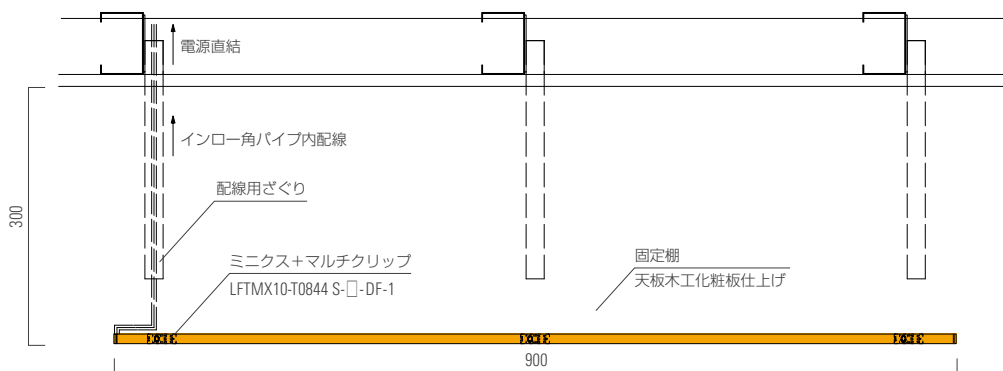 電源直結
インロー角パイプ内配線
配線用ざぐり
300
ミニクス+マルチクリップ
LFTMX10-T0844 S-□-DF-1
固定棚
天板木工化粧板仕上げ
900